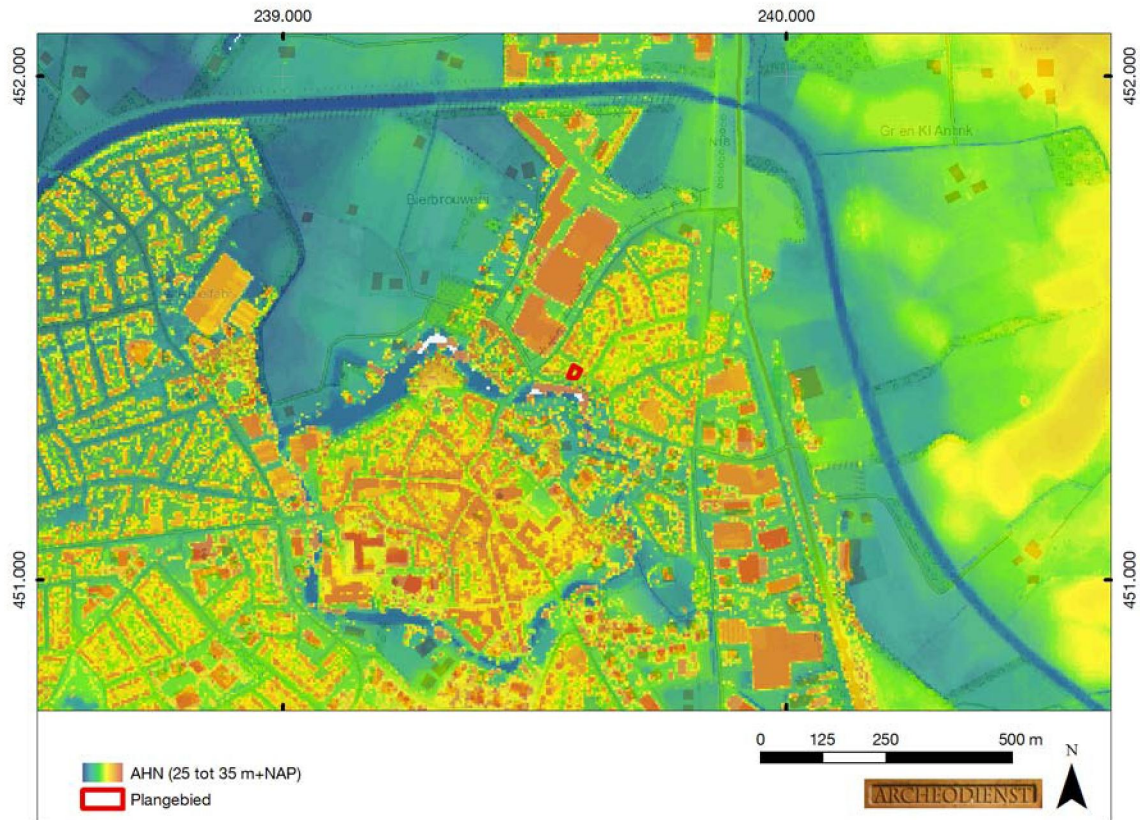 239.000 240.000
452.000 452.000
N18
Gr en Kl Antink
Bierbrouwerij
451.000 451.000
0 125 250 500 m
N
AHN (25 tot 35 m+NAP)
Plangebied
ARCHEODIENST